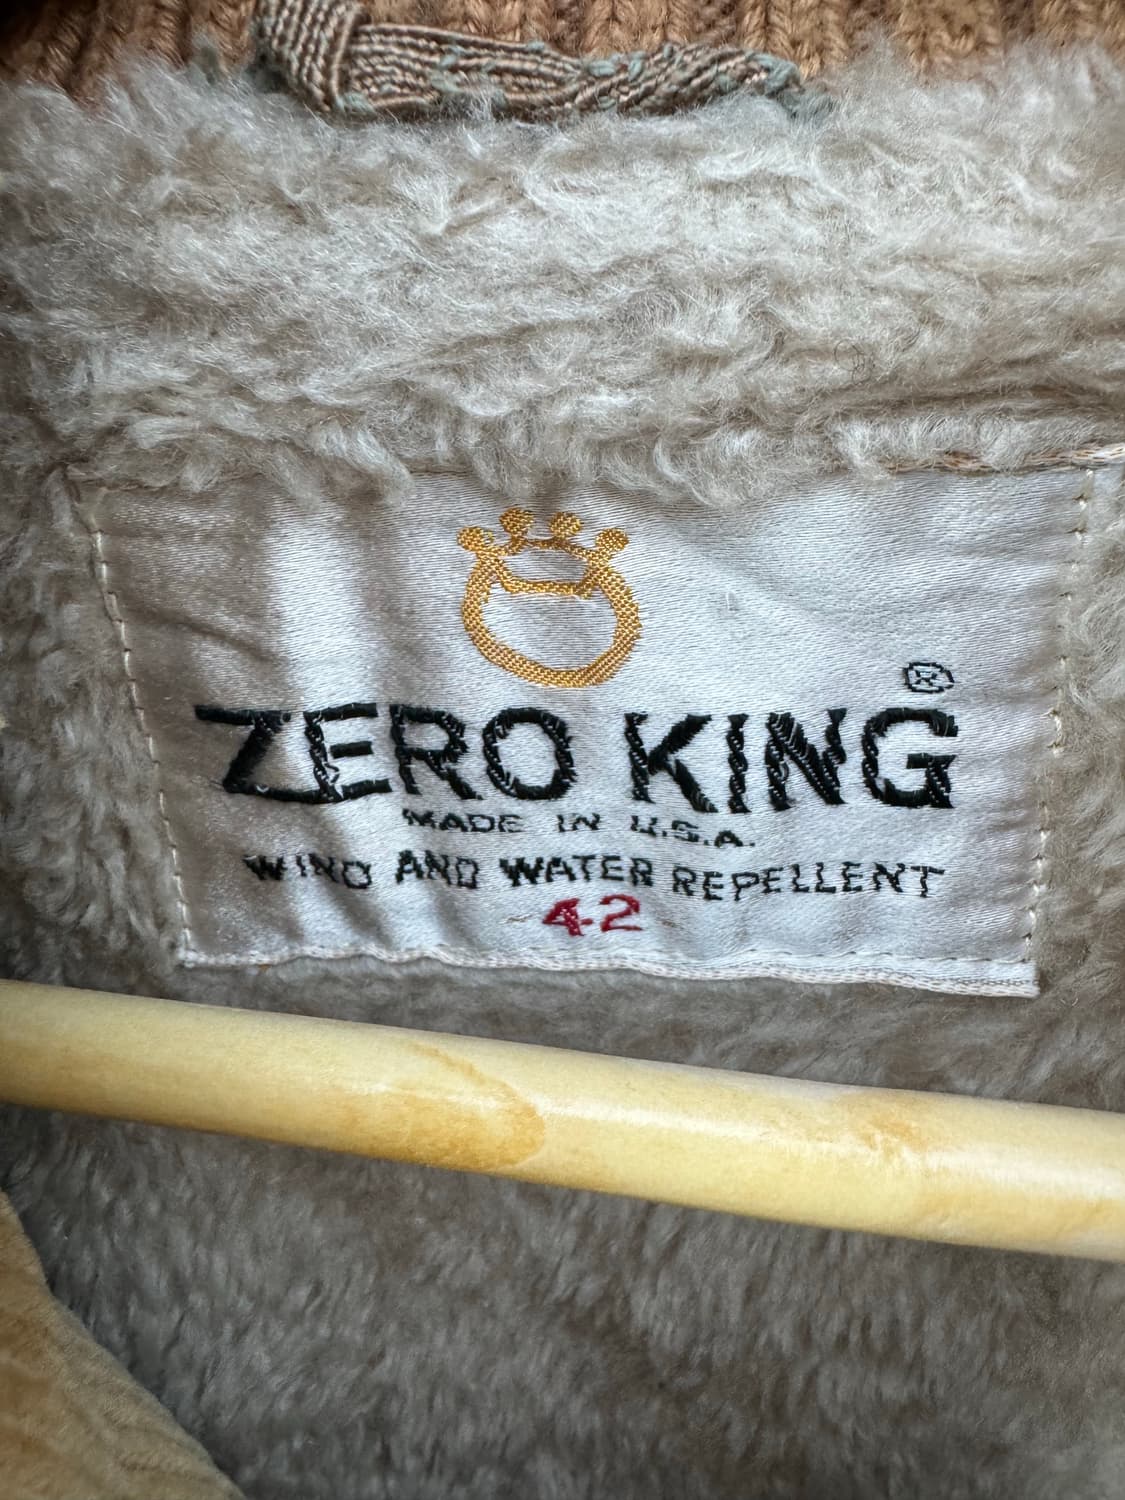 ®
ZERO KING
MADE IN U.S.A.
WIND AND WATER REPELLENT
42